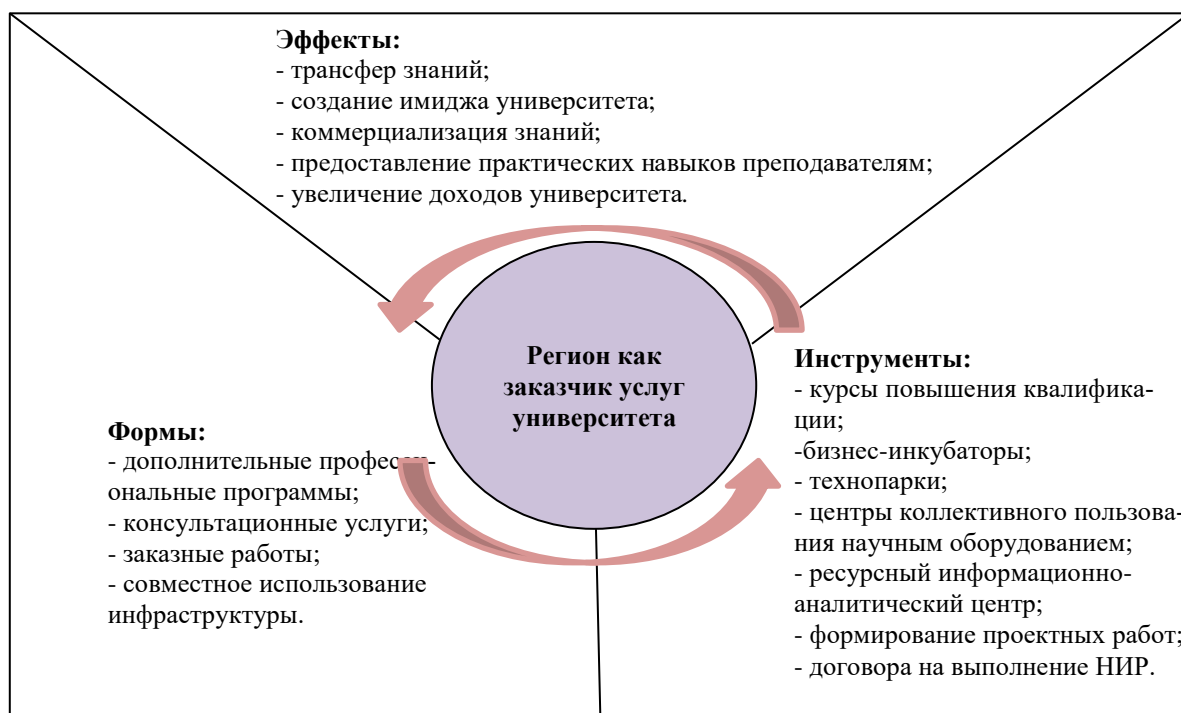 Эффекты:
- трансфер знаний;
- создание имиджа университета;
- коммерциализация знаний;
- предоставление практических навыков преподавателям;
- увеличение доходов университета.
Регион как
заказчик услуг
университета
Формы:
- дополнительные професси-
ональные программы;
- консультационные услуги;
- заказные работы;
- совместное использование
инфраструктуры.
Инструменты:
- курсы повышения квалифика-
ции;
-бизнес-инкубаторы;
- технопарки;
- центры коллективного пользова-
ния научным оборудованием;
- ресурсный информационно-
аналитический центр;
- формирование проектных работ;
- договора на выполнение НИР.